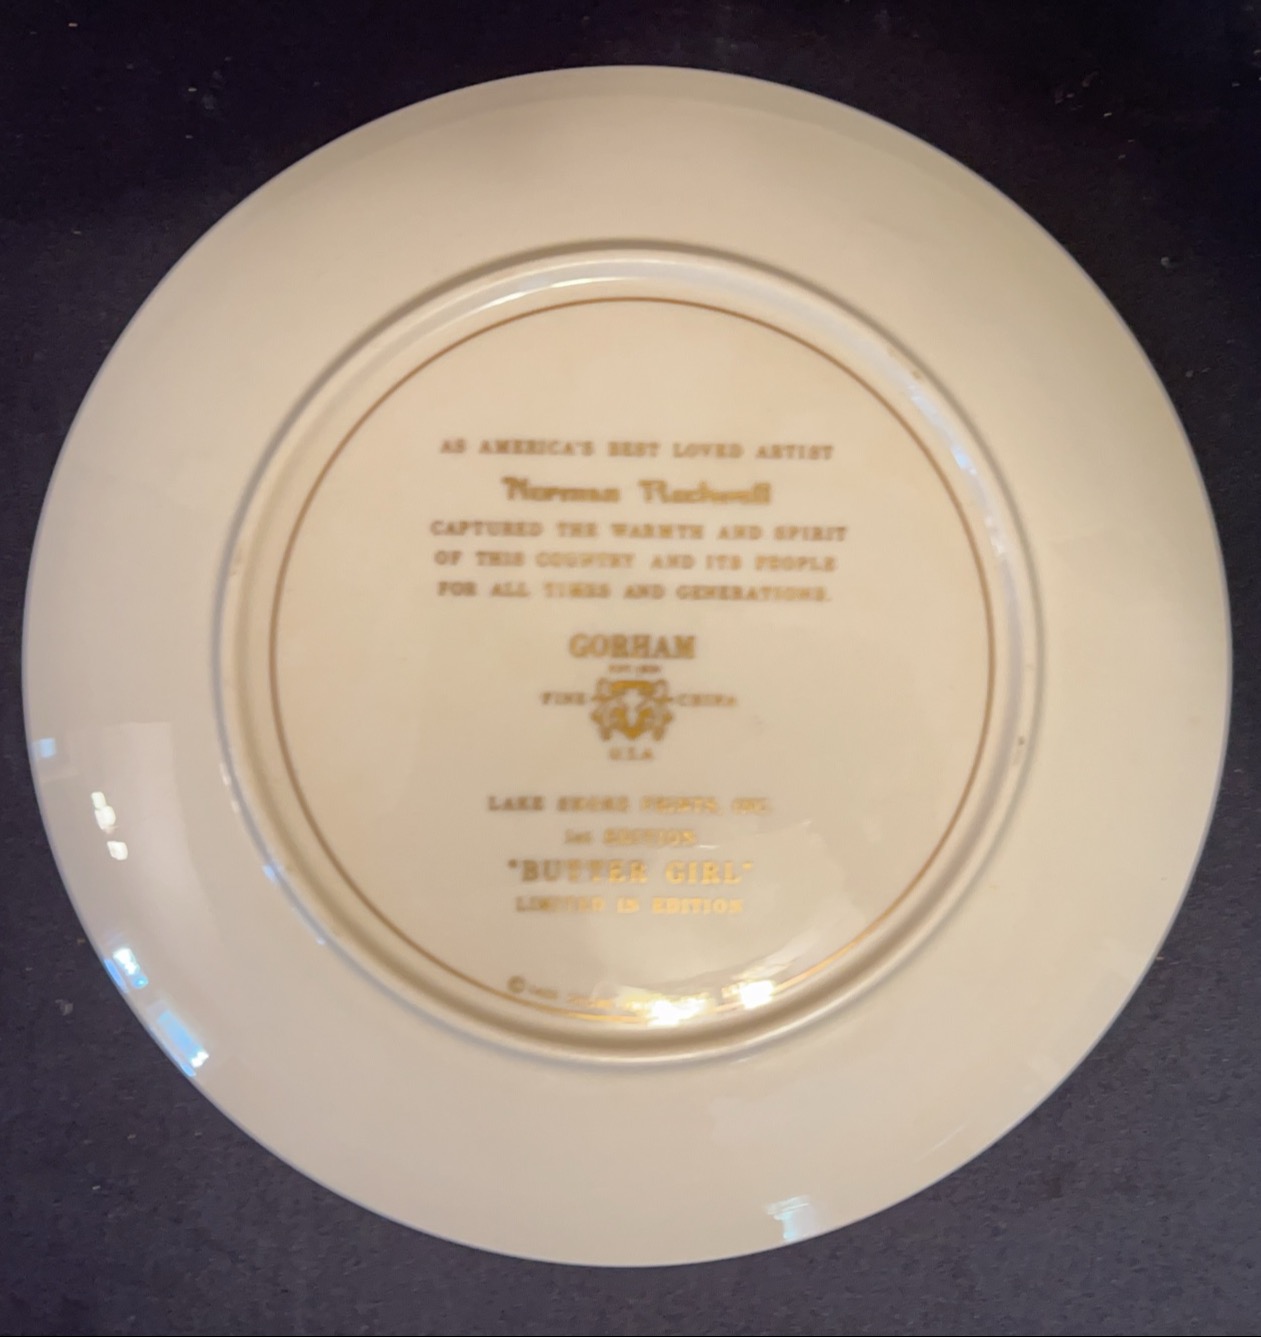 AS AMERICA'S BEST LOVED ARTIST
Norman Rockwell
CAPTURED THE WARMTH AND SPIRIT
OF THIS COUNTRY AND ITS PEOPLE
FOR ALL TIMES AND GENERATIONS.
GORHAM
FINE CHINA
U.S.A
LAKE SHORE PRINTS, INC.
1st EDITION
"BUTTER GIRL"
LIMITED IN EDITION
©